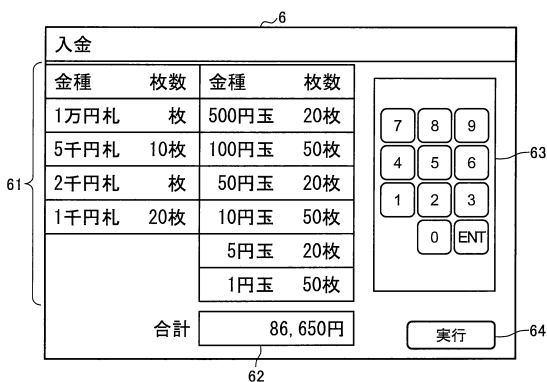 6
入金
金種 枚数 金種 枚数
1万円札 枚 500円玉 20枚
5千円札 10枚 100円玉 50枚
2千円札 枚 50円玉 20枚
1千円札 20枚 10円玉 50枚
5円玉 20枚
1円玉 50枚
7 8 9
4 5 6
1 2 3
0 ENT
61
63
合計 86,650円
実行
64
62